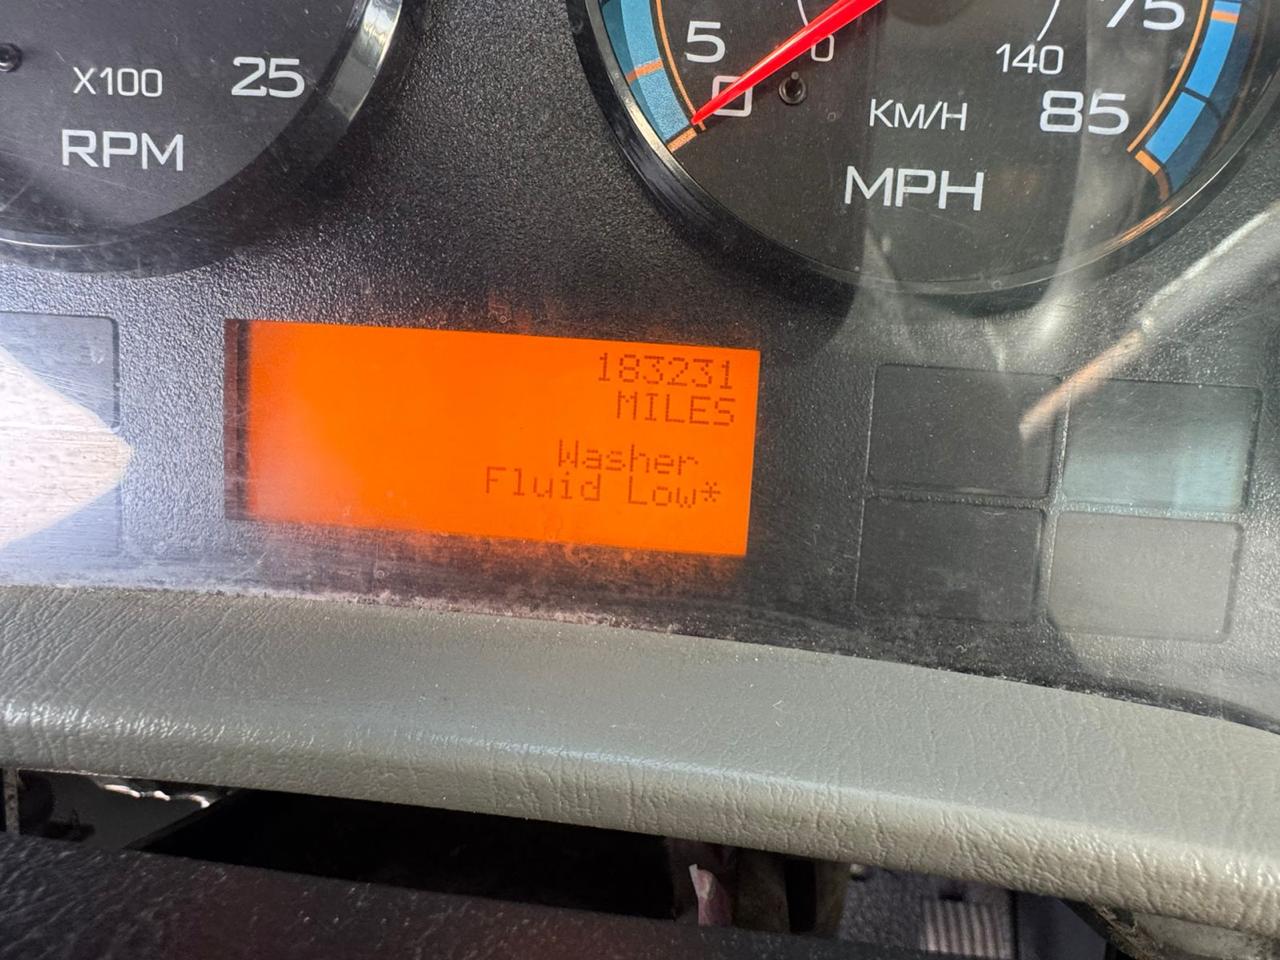 X100
25
RPM
5
0
0
75
140
85
KM/H
MPH
183231
MILES
Washer
Fluid Low*